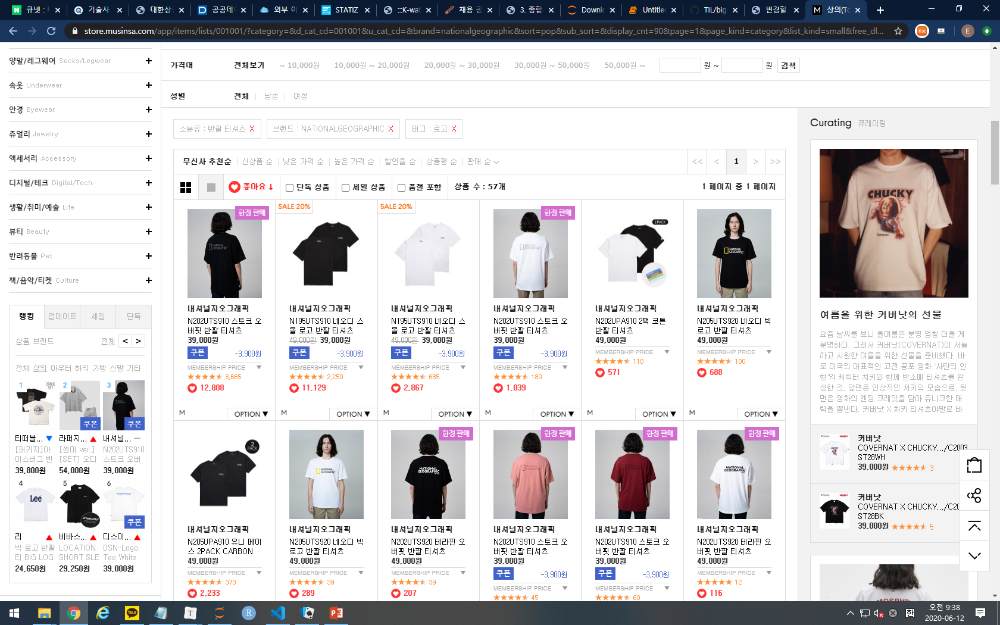 큐넷 :
기술사
대한상
공공데
외부 이
STATIZ
:::K-wat
채용 공
3. 종합
Downlo
Untitled
TIL/big
변경할
상의(To
store.musinsa.com/app/items/lists/001001/?category=&d_cat_cd=001001&u_cat_cd=&brand=nationalgeographic&sort=pop&sub_sort=&display_cnt=90&page=1&page_kind=category&list_kind=small&free_dl...
양말/레그웨어 Socks/Legwear +
속옷 Underwear +
안경 Eyewear +
쥬얼리 Jewelry +
액세서리 Accessory +
디지털/테크 Digital/Tech +
생활/취미/예술 Life +
뷰티 Beauty +
반려동물 Pet +
책/음악/티켓 Culture +
랭킹 업데이트 세일 단독
상품 브랜드 전체 < >
전체 상의 아우터 하의 가방 신발 기타
1 2 3
2PACK SET
쿠폰 쿠폰
티떠블... ▼ 라퍼지... ▲ 내셔널... —
[패키지]아 [썸머 ver.] N202UTS910
이스버그 반 [SET] 오디 스토크 오버
39,800원 54,000원 39,000원
4 5 6
Lee
vivastudio
쿠폰
리 ▲ 비바스... ▲ 디스이... ▲
빅 로고 반팔 LOCATION DSN-Logo
티 BIG LOG SHORT SLE Tee White
24,650원 29,250원 39,000원
가격대 전체보기 ~ 10,000원 10,000원 ~ 20,000원 20,000원 ~ 30,000원 30,000원 ~ 50,000원 50,000원 ~ 원 ~ 원 검색
성별 전체 남성 여성
소분류 : 반팔 티셔츠 X 브랜드 : NATIONALGEOGRAPHIC X 태그 : 로고 X
무신사 추천순 신상품 순 낮은 가격 순 높은 가격 순 할인율 순 상품평 순 판매 순 << < 1 > >>
좋아요 ↓ 단독 상품 세일 상품 품절 포함 상품 수 : 57개 1 페이지 중 1 페이지
한정 판매 SALE 20% SALE 20% 한정 판매 2PACK
NATIONAL GEOGRAPHIC NATIONAL GEOGRAPHIC NATIONAL GEOGRAPHIC
내셔널지오그래픽 내셔널지오그래픽 내셔널지오그래픽 내셔널지오그래픽 내셔널지오그래픽 내셔널지오그래픽
N202UTS910 스토크 오 N195UTS910 네오디 스 N195UTS910 네오디 스 N202UTS910 스토크 오 N202UPA910 2팩 코튼 N205UTS920 네오디 빅
버핏 반팔 티셔츠 몰 로고 반팔 티셔츠 몰 로고 반팔 티셔츠 버핏 반팔 티셔츠 반팔 티셔츠 로고 반팔 티셔츠
39,000원 49,000원 39,000원 49,000원 39,000원 39,000원 49,000원 49,000원
쿠폰 -3,900원 쿠폰 -3,900원 쿠폰 -3,900원 쿠폰 -3,900원
MEMBERSHIP PRICE ▼ MEMBERSHIP PRICE ▼ MEMBERSHIP PRICE ▼ MEMBERSHIP PRICE ▼ MEMBERSHIP PRICE ▼ MEMBERSHIP PRICE ▼
3,665 2,250 685 189 118 100
12,808 11,129 2,867 1,039 571 688
M OPTION ▼ M OPTION ▼ M OPTION ▼ M OPTION ▼ M OPTION ▼ M OPTION ▼
2 PACK 한정 판매 한정 판매 한정 판매 한정 판매
NATIONAL GEOGRAPHIC NATIONAL GEOGRAPHIC
내셔널지오그래픽 내셔널지오그래픽 내셔널지오그래픽 내셔널지오그래픽 내셔널지오그래픽 내셔널지오그래픽
N205UPA910 유니 메이 N205UTS920 네오디 빅 N202UTS920 테라핀 오 N202UTS910 스토크 오 N202UTS910 스토크 오 N202UTS920 테라핀 오
스 2PACK CARBON 로고 반팔 티셔츠 버핏 반팔 티셔츠 버핏 반팔 티셔츠 버핏 반팔 티셔츠 버핏 반팔 티셔츠
49,000원 49,000원 49,000원 39,000원 39,000원 49,000원
쿠폰 -3,900원 쿠폰 -3,900원
MEMBERSHIP PRICE ▼ MEMBERSHIP PRICE ▼ MEMBERSHIP PRICE ▼ MEMBERSHIP PRICE ▼ MEMBERSHIP PRICE ▼ MEMBERSHIP PRICE ▼
373 39 39 45 60 12
2,233 289 207 116
Curating 큐레이팅
CHUCKY
여름을 위한 커버낫의 선물
요즘 날씨를 보니 올여름은 분명 엄청 더울 게
분명하다. 그래서 커버낫(COVERNAT)이 서늘
하고 시원한 여름을 위한 선물을 준비했다. 바
로 미국의 대표적인 고전 공포 영화 '사탄의 인
형'의 캐릭터 처키와 함께 반소매 티셔츠를 완
성한 것. 앞면은 인상적인 처키의 모습으로, 뒷
면은 영화의 엔딩 크레딧을 담아 유니크한 매
력을 뽐낸다. 커버낫 X 처키 티셔츠야말로 바
커버낫
COVERNAT X CHUCKY.../C2003
ST28WH
39,000원 3
커버낫
COVERNAT X CHUCKY.../C20
ST28BK
39,000원 5
오전 9:38
2020-06-12